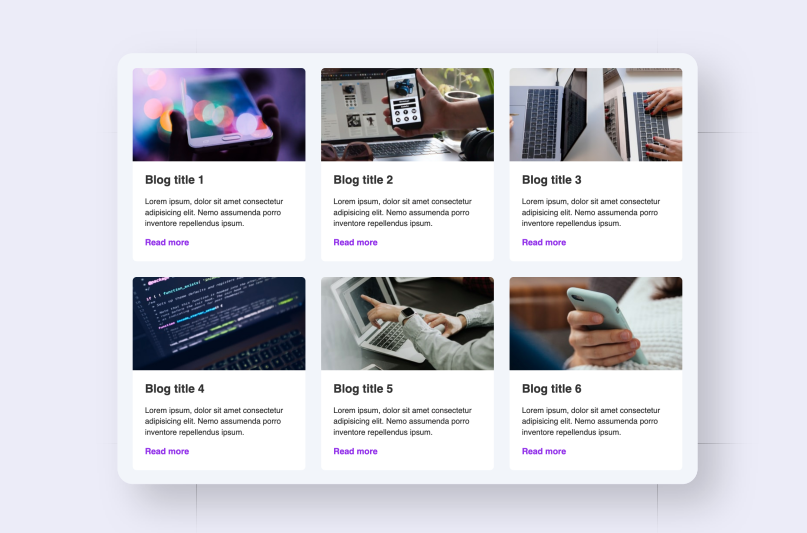 Blog title 1
Lorem ipsum, dolor sit amet consectetur
adipisicing elit. Nemo assumenda porro
inventore repellendus ipsum.
Read more
Blog title 2
Lorem ipsum, dolor sit amet consectetur
adipisicing elit. Nemo assumenda porro
inventore repellendus ipsum.
Read more
Blog title 3
Lorem ipsum, dolor sit amet consectetur
adipisicing elit. Nemo assumenda porro
inventore repellendus ipsum.
Read more
Blog title 4
Lorem ipsum, dolor sit amet consectetur
adipisicing elit. Nemo assumenda porro
inventore repellendus ipsum.
Read more
Blog title 5
Lorem ipsum, dolor sit amet consectetur
adipisicing elit. Nemo assumenda porro
inventore repellendus ipsum.
Read more
Blog title 6
Lorem ipsum, dolor sit amet consectetur
adipisicing elit. Nemo assumenda porro
inventore repellendus ipsum.
Read more